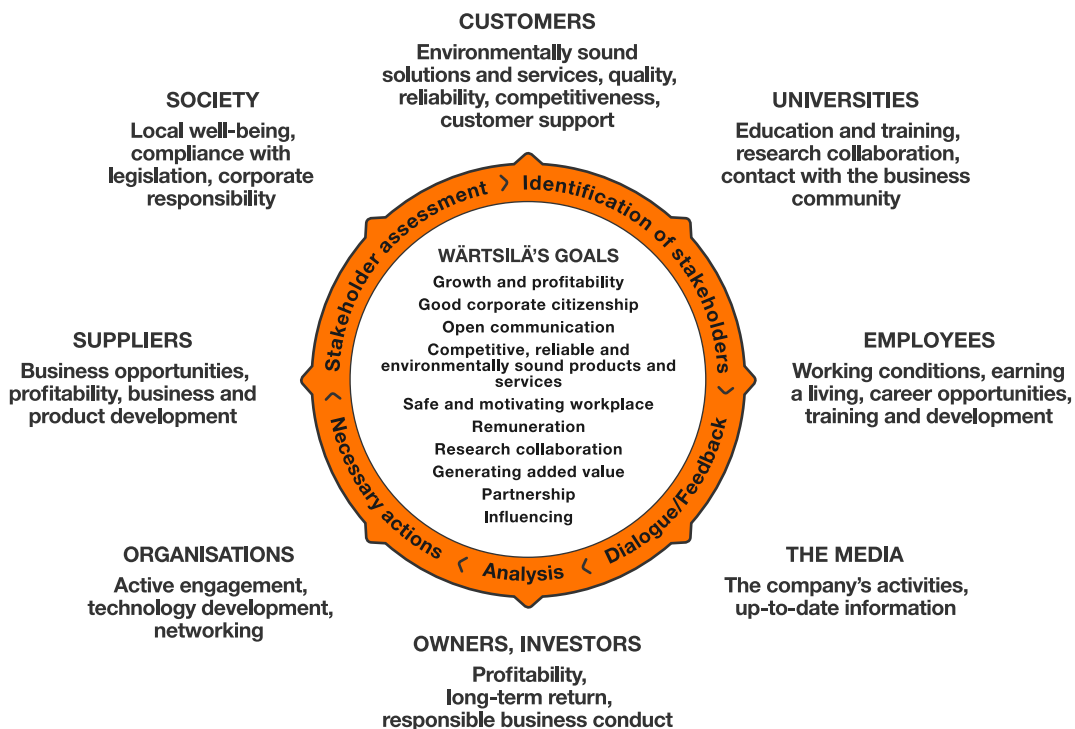 CUSTOMERS
Environmentally sound
solutions and services, quality,
reliability, competitiveness,
customer support
SOCIETY
Local well-being,
compliance with
legislation, corporate
responsibility
UNIVERSITIES
Education and training,
research collaboration,
contact with the business
community
Stakeholder assessment > Identification of stakeholders >
WÄRTSILÄ'S GOALS
Growth and profitability
Good corporate citizenship
Open communication
Competitive, reliable and
environmentally sound products and
services
Safe and motivating workplace
Remuneration
Research collaboration
Generating added value
Partnership
Influencing
SUPPLIERS
Business opportunities,
profitability, business and
product development
EMPLOYEES
Working conditions, earning
a living, career opportunities,
training and development
> Necessary actions < Analysis < Dialogue/Feedback
ORGANISATIONS
Active engagement,
technology development,
networking
THE MEDIA
The company's activities,
up-to-date information
OWNERS, INVESTORS
Profitability,
long-term return,
responsible business conduct